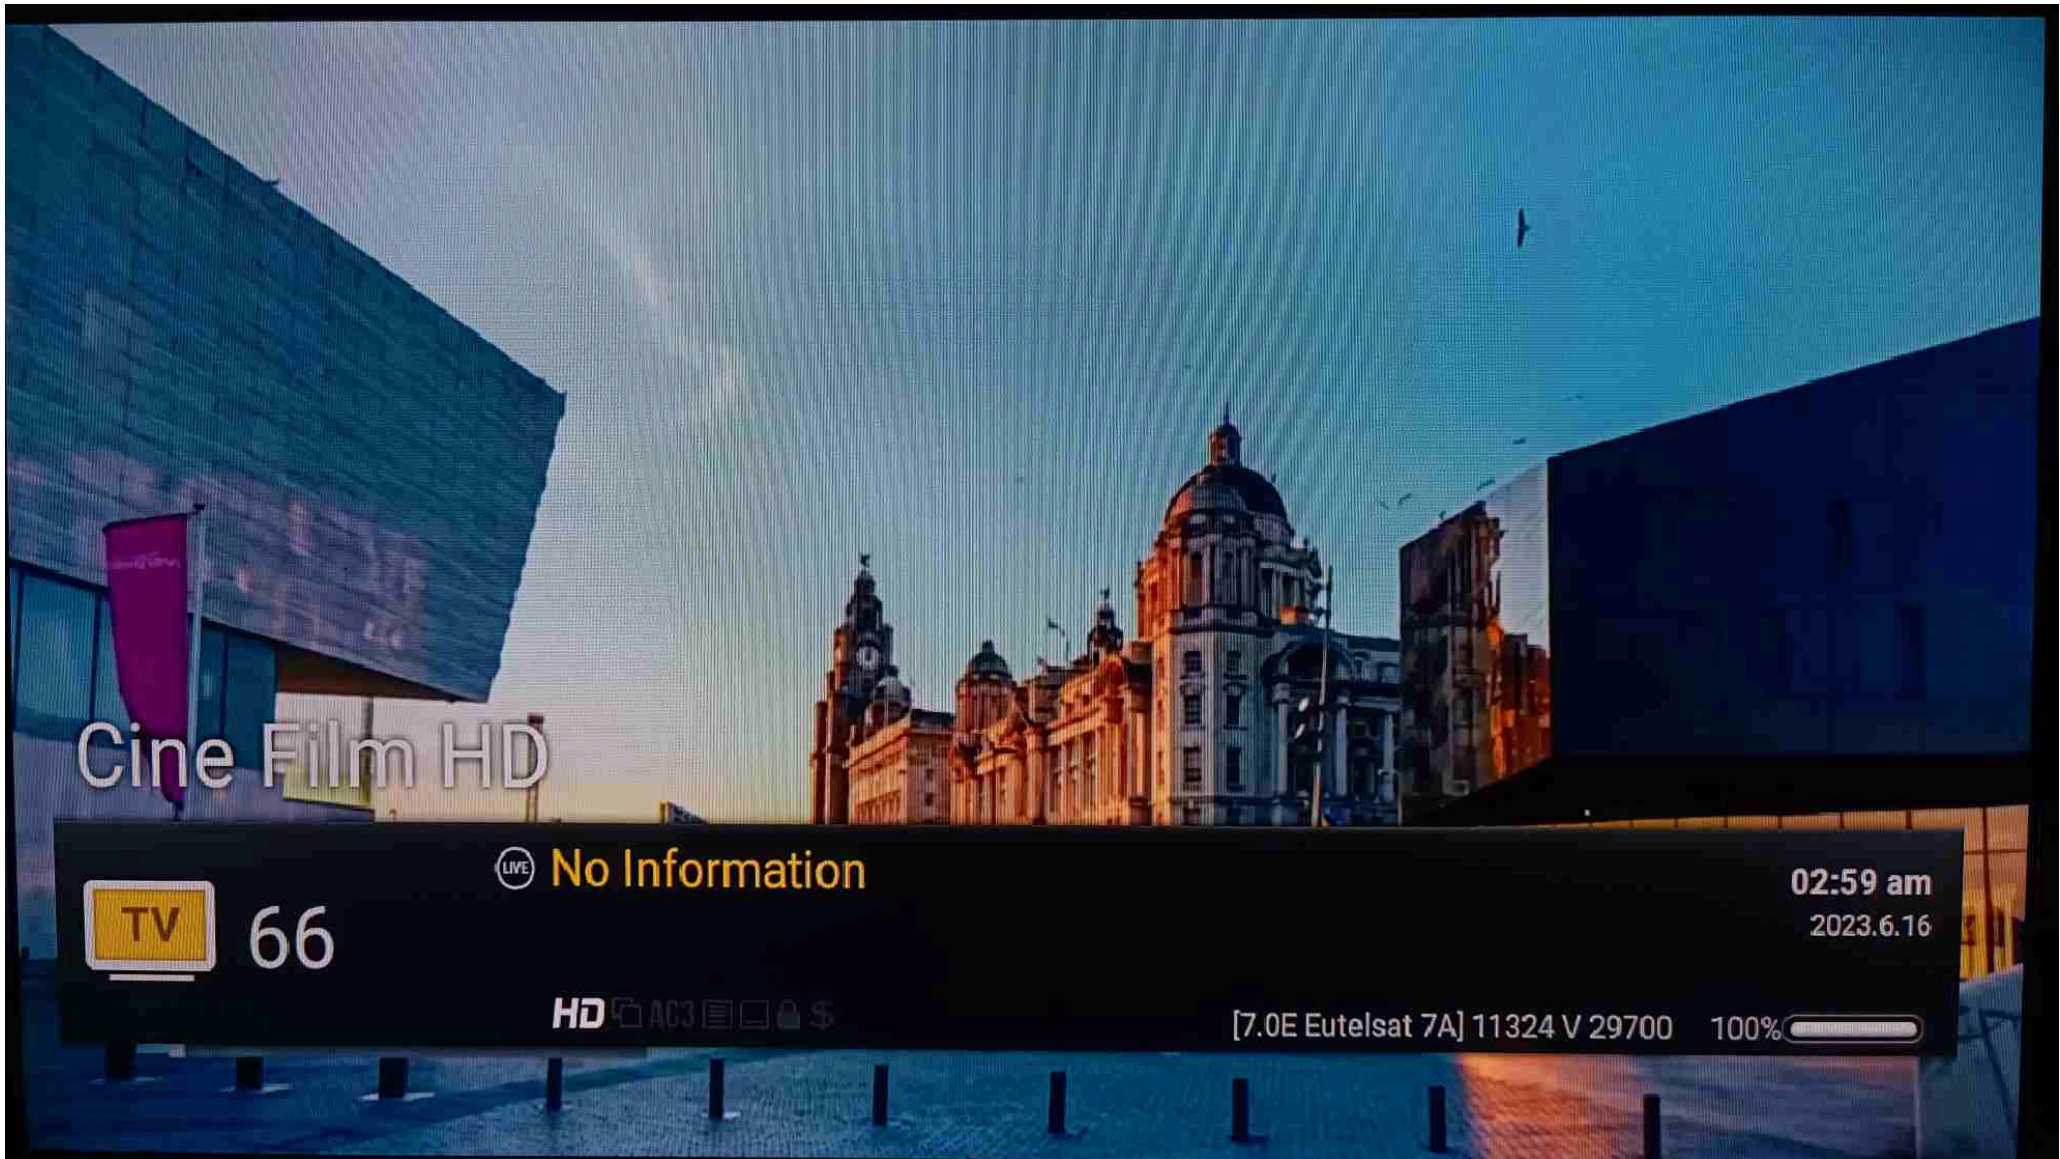 Cine Film HD
LIVE No Information
02:59 am
TV 66
2023.6.16
HD AC3 $
[7.0E Eutelsat 7A] 11324 V 29700 100%